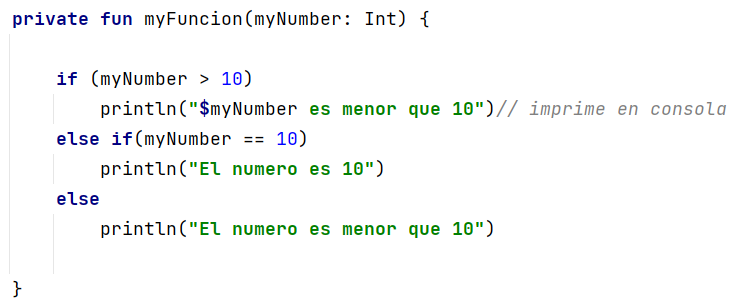 private fun myFuncion(myNumber: Int) {
if (myNumber > 10)
println("$myNumber es menor que 10")// imprime en consola
else if(myNumber == 10)
println("El numero es 10")
else
println("El numero es menor que 10")
}